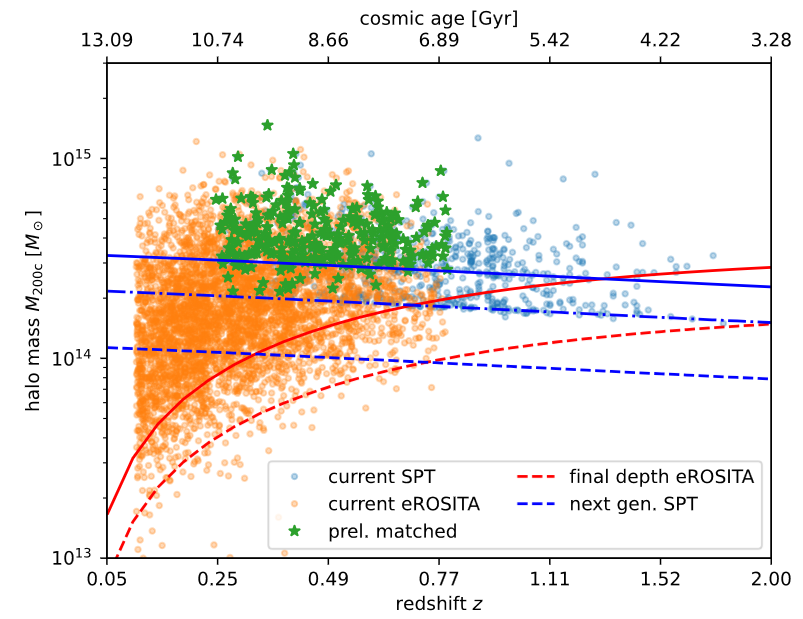 cosmic age [Gyr]
13.09 10.74 8.66 6.89 5.42 4.22 3.28
10¹⁵
10¹⁴
10¹³
halo mass M₂₀₀c [M⊙]
current SPT
current eROSITA
prel. matched
final depth eROSITA
next gen. SPT
0.05 0.25 0.49 0.77 1.11 1.52 2.00
redshift z